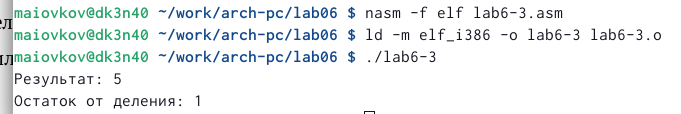 maiovkov@dk3n40 ~/work/arch-pc/lab06 $ nasm -f elf lab6-3.asm
maiovkov@dk3n40 ~/work/arch-pc/lab06 $ ld -m elf_i386 -o lab6-3 lab6-3.o
maiovkov@dk3n40 ~/work/arch-pc/lab06 $ ./lab6-3
Результат: 5
Остаток от деления: 1